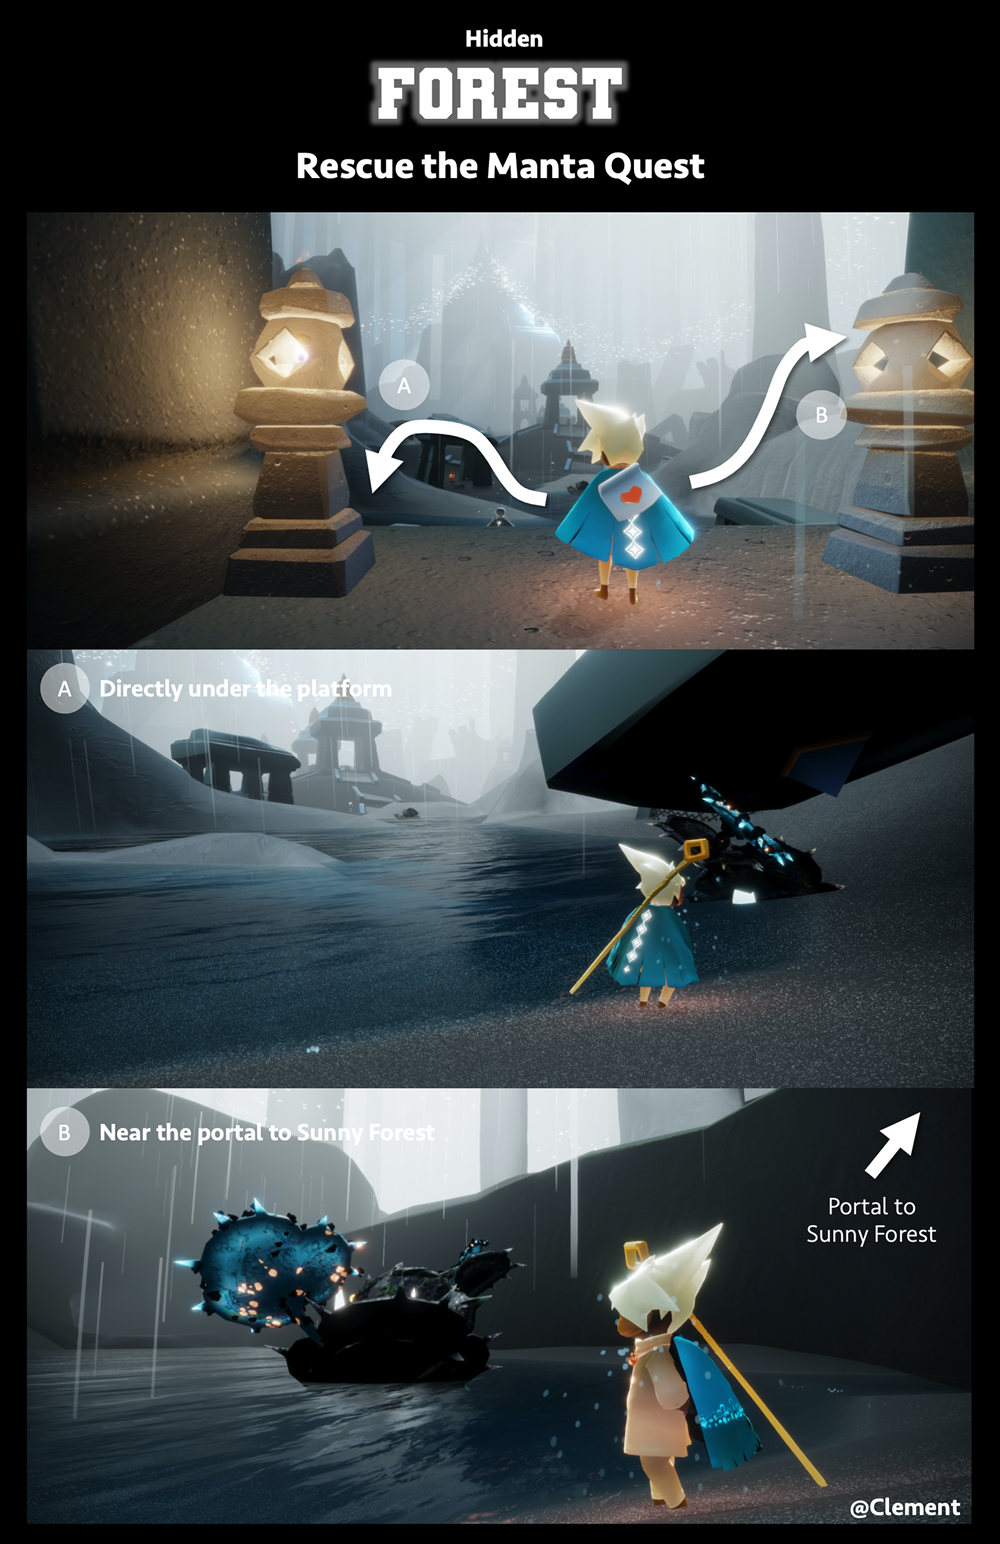 Hidden
FOREST
Rescue the Manta Quest
A
B
A Directly under the platform
B Near the portal to Sunny Forest
Portal to
Sunny Forest
@Clement